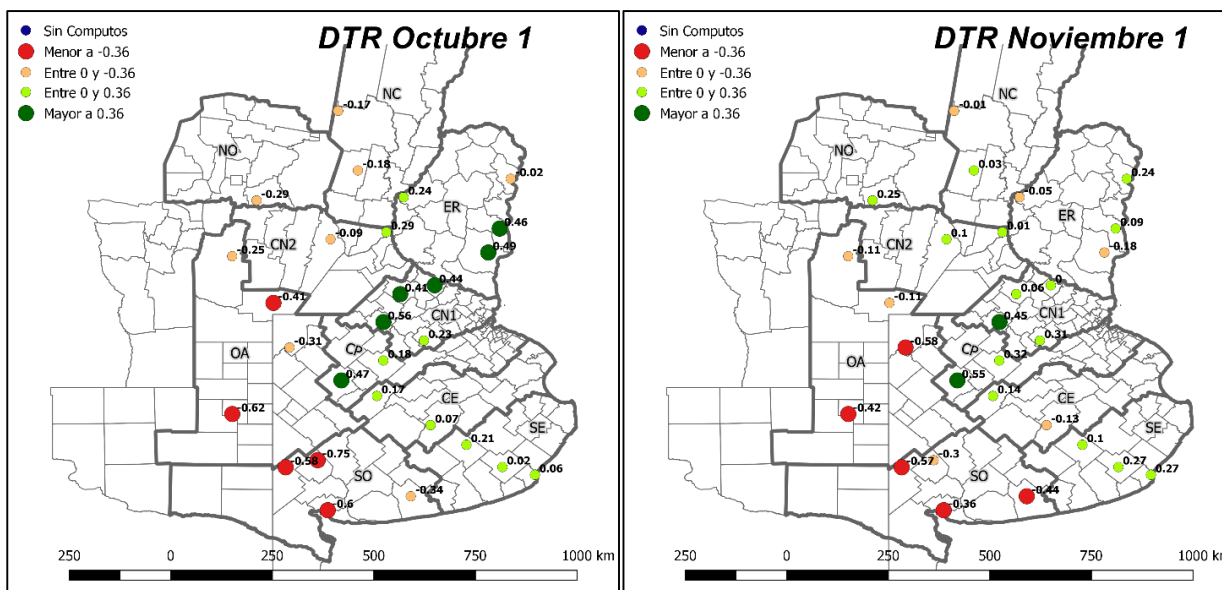 DTR Octubre 1
Sin Computos
Menor a -0.36
Entre 0 y -0.36
Entre 0 y 0.36
Mayor a 0.36
NC
-0.17
NO
-0.18
-0.02
-0.29
0.24
ER
0.46
CN2
-0.09
0.29
0.49
-0.25
0.44
-0.41
0.41
0.56
CN1
0.23
-0.31
OA
CP
0.18
0.47
0.17
CE
-0.62
0.07
SE
0.21
-0.75
-0.58
0.02
SO
0.06
-0.34
-0.6
250
0
250
500
750
1000 km
DTR Noviembre 1
Sin Computos
Menor a -0.36
Entre 0 y -0.36
Entre 0 y 0.36
Mayor a 0.36
NC
-0.01
NO
0.03
0.24
0.25
-0.05
ER
0.09
CN2
0.1
0.01
-0.18
-0.11
0
-0.11
0.06
0.45
CN1
0.31
-0.58
OA
CP
0.32
0.55
0.14
CE
-0.42
-0.13
SE
0.1
-0.3
-0.57
0.27
SO
0.27
-0.44
-0.36
250
0
250
500
750
1000 km